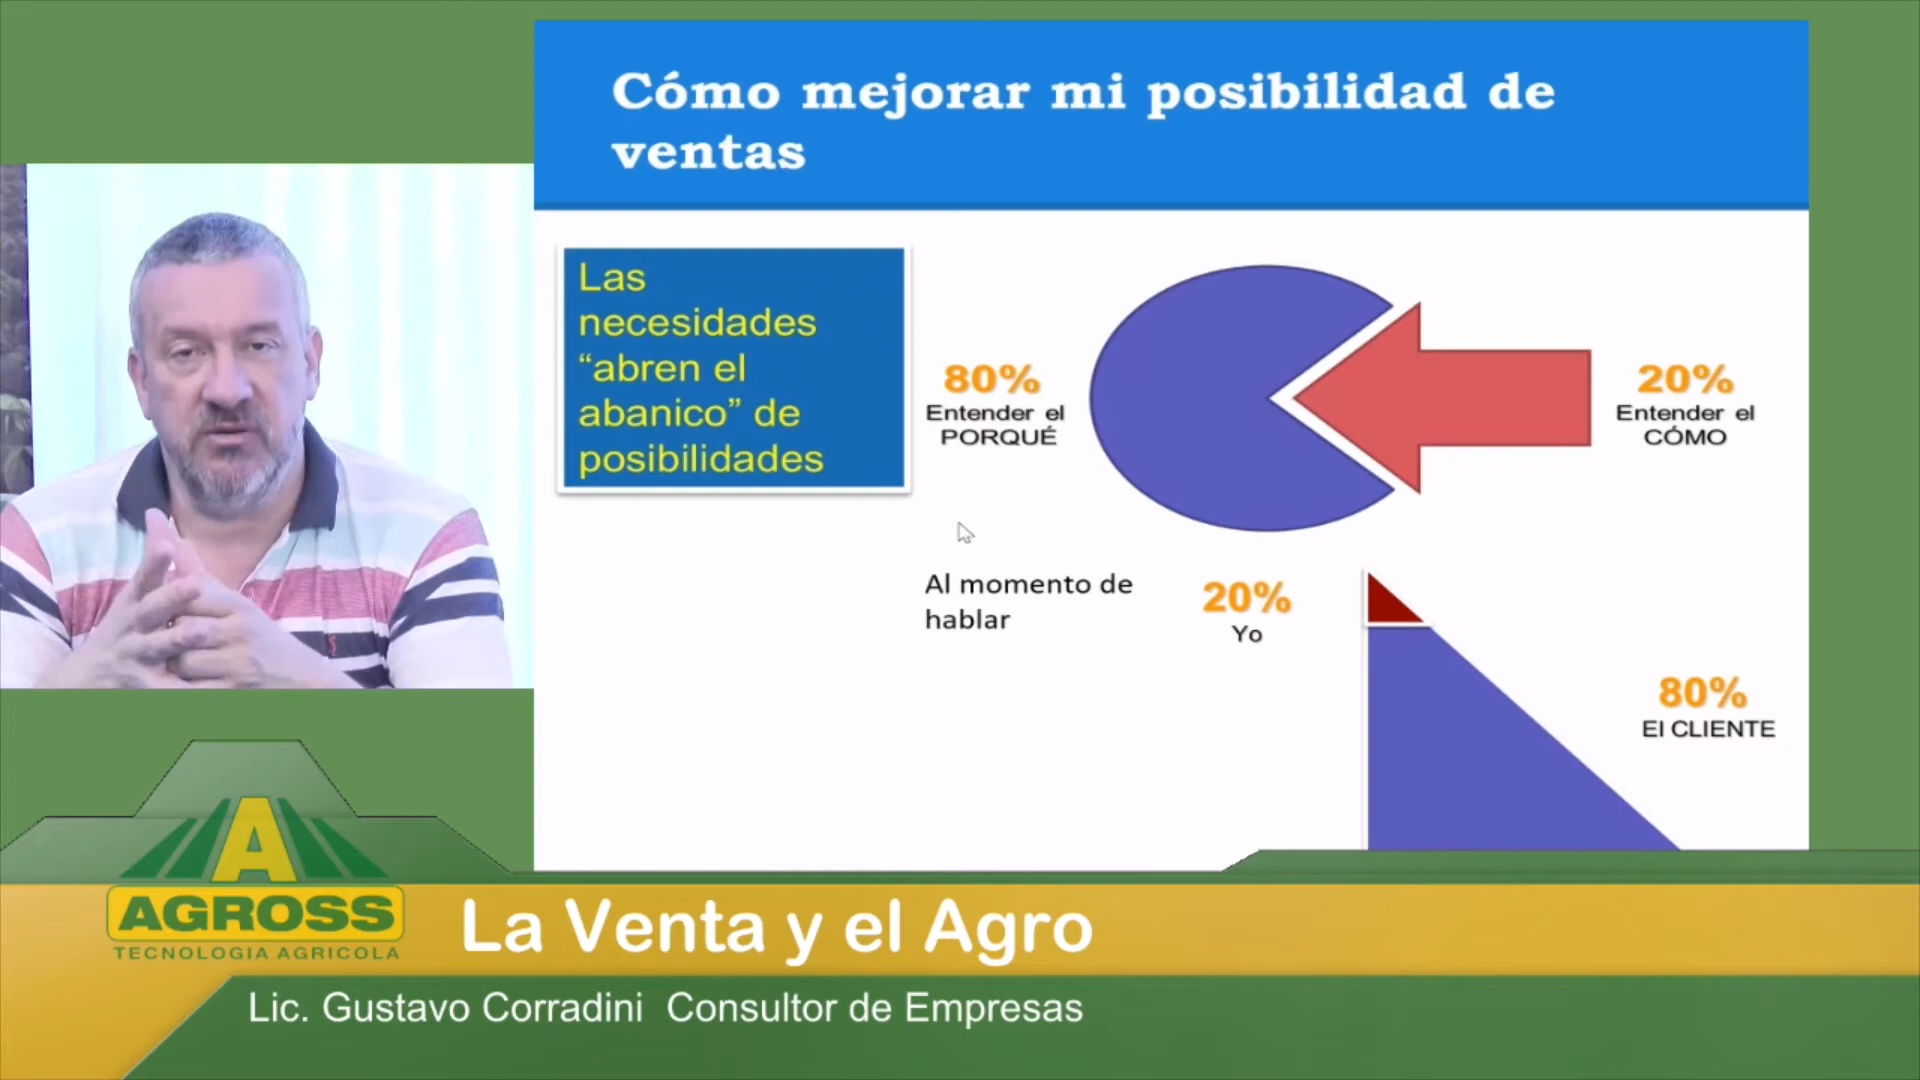 Cómo mejorar mi posibilidad de
ventas
Las
necesidades
“abren el
abanico” de
posibilidades
80%
Entender el
PORQUÉ
20%
Entender el
CÓMO
Al momento de
hablar
20%
Yo
80%
El CLIENTE
A
AGROSS
TECNOLOGIA AGRICOLA
La Venta y el Agro
Lic. Gustavo Corradini Consultor de Empresas